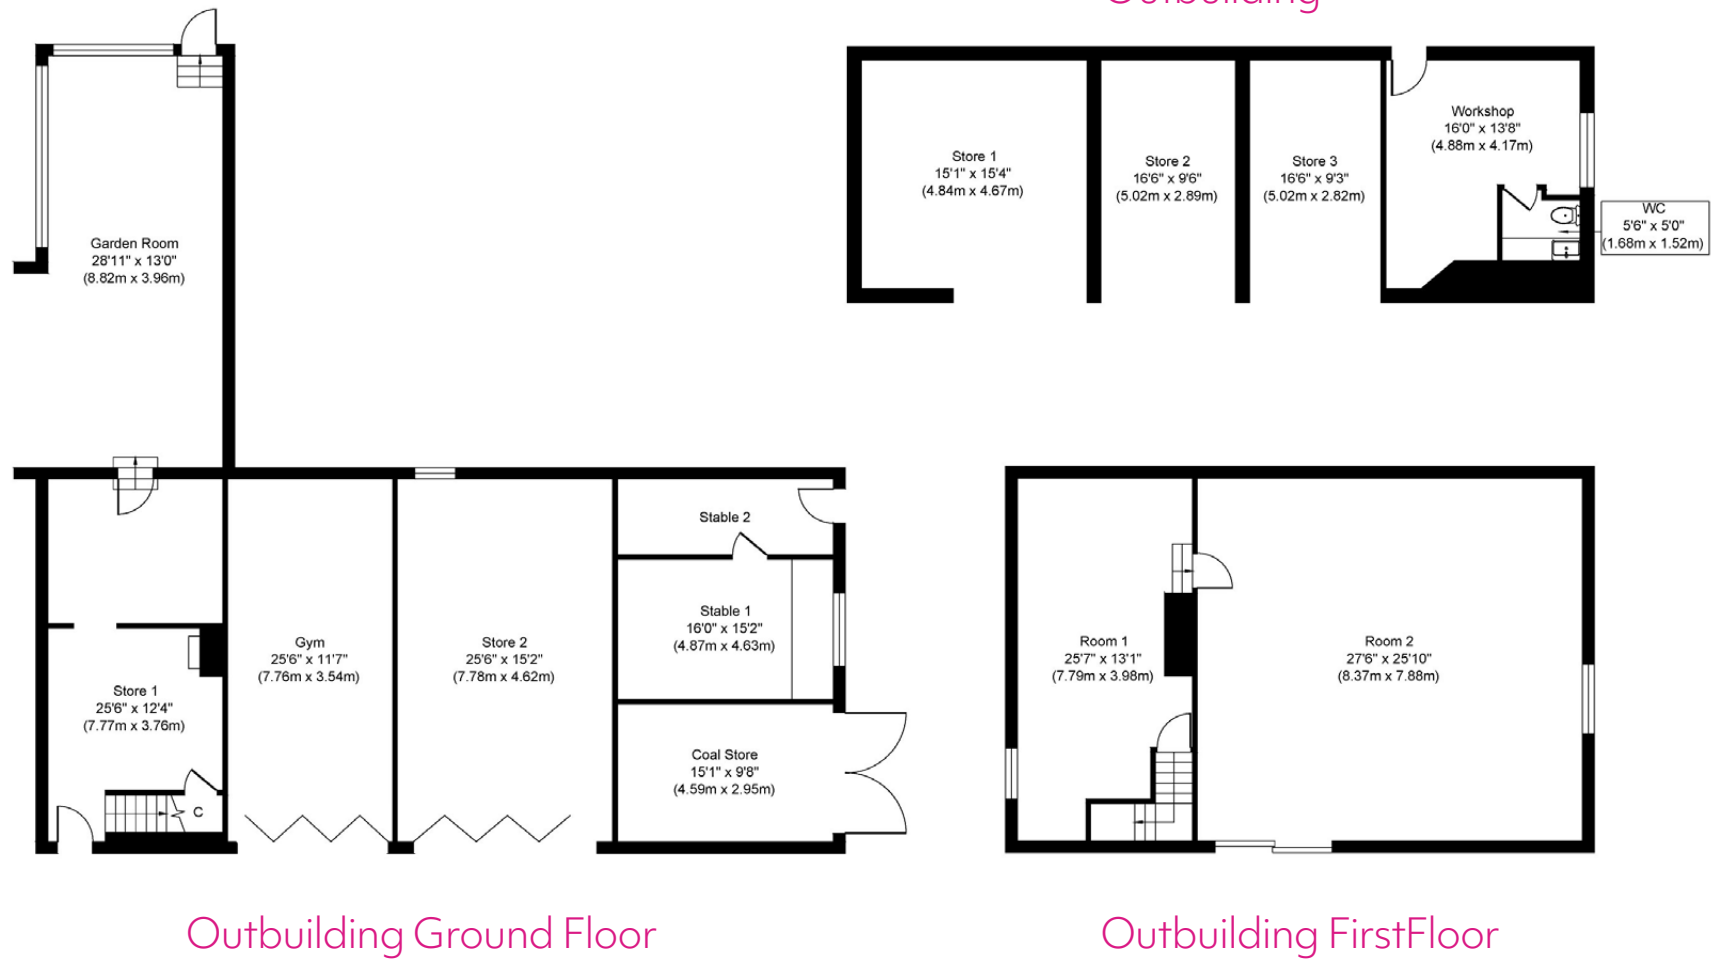 Outbuilding
Garden Room
28'11" x 13'0"
(8.82m x 3.96m)
Store 1
15'1" x 15'4"
(4.84m x 4.67m)
Store 2
16'6" x 9'6"
(5.02m x 2.89m)
Store 3
16'6" x 9'3"
(5.02m x 2.82m)
Workshop
16'0" x 13'8"
(4.88m x 4.17m)
WC
5'6" x 5'0"
(1.68m x 1.52m)
Store 1
25'6" x 12'4"
(7.77m x 3.76m)
C
Gym
25'6" x 11'7"
(7.76m x 3.54m)
Store 2
25'6" x 15'2"
(7.78m x 4.62m)
Stable 2
Stable 1
16'0" x 15'2"
(4.87m x 4.63m)
Coal Store
15'1" x 9'8"
(4.59m x 2.95m)
Room 1
25'7" x 13'1"
(7.79m x 3.98m)
Room 2
27'6" x 25'10"
(8.37m x 7.88m)
Outbuilding Ground Floor
Outbuilding FirstFloor